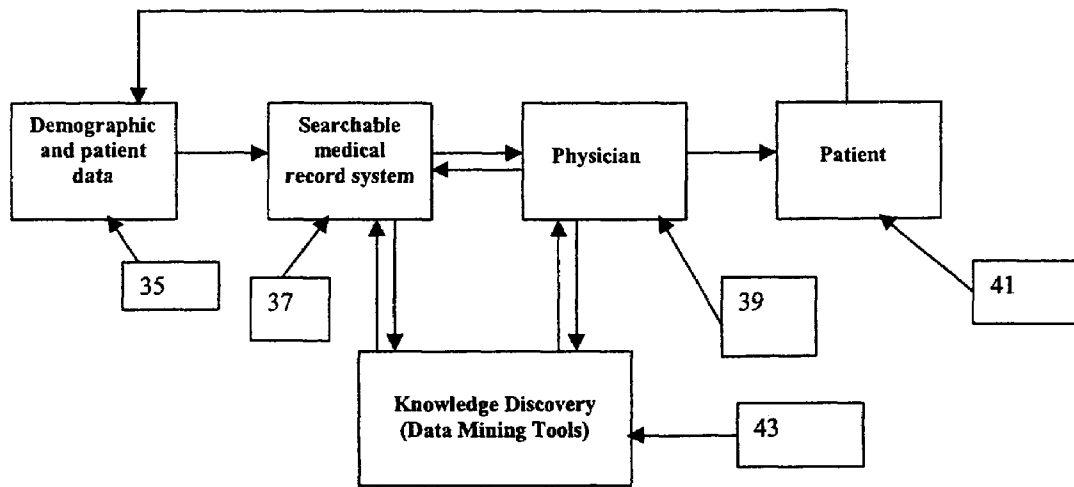 Demographic
and patient
data
Searchable
medical
record system
Physician
Patient
35
37
39
41
Knowledge Discovery
(Data Mining Tools)
43